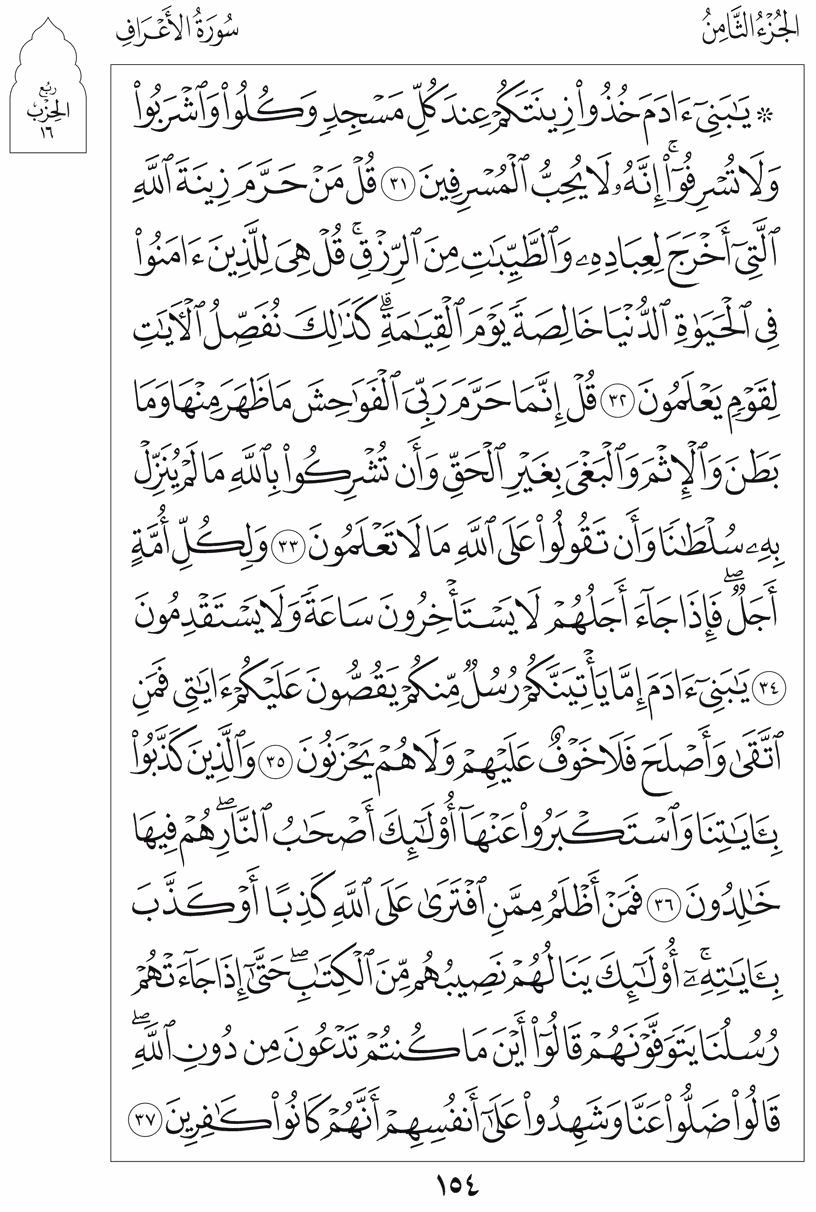 الجُزْءُ الثَّامِنُ
سُورَةُ الأَعْرَافِ
رُبُع
الحِزْب
١٦
۞ يَٰبَنِىٓ ءَادَمَ خُذُوا۟ زِينَتَكُمْ عِندَ كُلِّ مَسْجِدٍ وَكُلُوا۟ وَٱشْرَبُوا۟
وَلَا تُسْرِفُوٓا۟ ۚ إِنَّهُۥ لَا يُحِبُّ ٱلْمُسْرِفِينَ ٣١ قُلْ مَنْ حَرَّمَ زِينَةَ ٱللَّهِ
ٱلَّتِىٓ أَخْرَجَ لِعِبَادِهِۦ وَٱلطَّيِّبَٰتِ مِنَ ٱلرِّزْقِ ۚ قُلْ هِىَ لِلَّذِينَ ءَامَنُوا۟
فِى ٱلْحَيَوٰةِ ٱلدُّنْيَا خَالِصَةً يَوْمَ ٱلْقِيَٰمَةِ ۗ كَذَٰلِكَ نُفَصِّلُ ٱلْءَايَٰتِ
لِقَوْمٍ يَعْلَمُونَ ٣٢ قُلْ إِنَّمَا حَرَّمَ رَبِّىَ ٱلْفَوَٰحِشَ مَا ظَهَرَ مِنْهَا وَمَا
بَطَنَ وَٱلْإِثْمَ وَٱلْبَغْىَ بِغَيْرِ ٱلْحَقِّ وَأَن تُشْرِكُوا۟ بِٱللَّهِ مَا لَمْ يُنَزِّلْ
بِهِۦ سُلْطَٰنًا وَأَن تَقُولُوا۟ عَلَى ٱللَّهِ مَا لَا تَعْلَمُونَ ٣٣ وَلِكُلِّ أُمَّةٍ
أَجَلٌ ۖ فَإِذَا جَآءَ أَجَلُهُمْ لَا يَسْتَأْخِرُونَ سَاعَةً وَلَا يَسْتَقْدِمُونَ
٣٤ يَٰبَنِىٓ ءَادَمَ إِمَّا يَأْتِيَنَّكُمْ رُسُلٌ مِّنكُمْ يَقُصُّونَ عَلَيْكُمْ ءَايَٰتِى فَمَنِ
ٱتَّقَىٰ وَأَصْلَحَ فَلَا خَوْفٌ عَلَيْهِمْ وَلَا هُمْ يَحْزَنُونَ ٣٥ وَٱلَّذِينَ كَذَّبُوا۟
بِـَٔايَٰتِنَا وَٱسْتَكْبَرُوا۟ عَنْهَآ أُو۟لَٰٓئِكَ أَصْحَٰبُ ٱلنَّارِ ۖ هُمْ فِيهَا
خَٰلِدُونَ ٣٦ فَمَنْ أَظْلَمُ مِمَّنِ ٱفْتَرَىٰ عَلَى ٱللَّهِ كَذِبًا أَوْ كَذَّبَ
بِـَٔايَٰتِهِۦٓ ۚ أُو۟لَٰٓئِكَ يَنَالُهُمْ نَصِيبُهُم مِّنَ ٱلْكِتَٰبِ ۖ حَتَّىٰٓ إِذَا جَآءَتْهُمْ
رُسُلُنَا يَتَوَفَّوْنَهُمْ قَالُوٓا۟ أَيْنَ مَا كُنتُمْ تَدْعُونَ مِن دُونِ ٱللَّهِ ۖ
قَالُوا۟ ضَلُّوا۟ عَنَّا وَشَهِدُوا۟ عَلَىٰٓ أَنفُسِهِمْ أَنَّهُمْ كَانُوا۟ كَٰفِرِينَ ٣٧
١٥٤